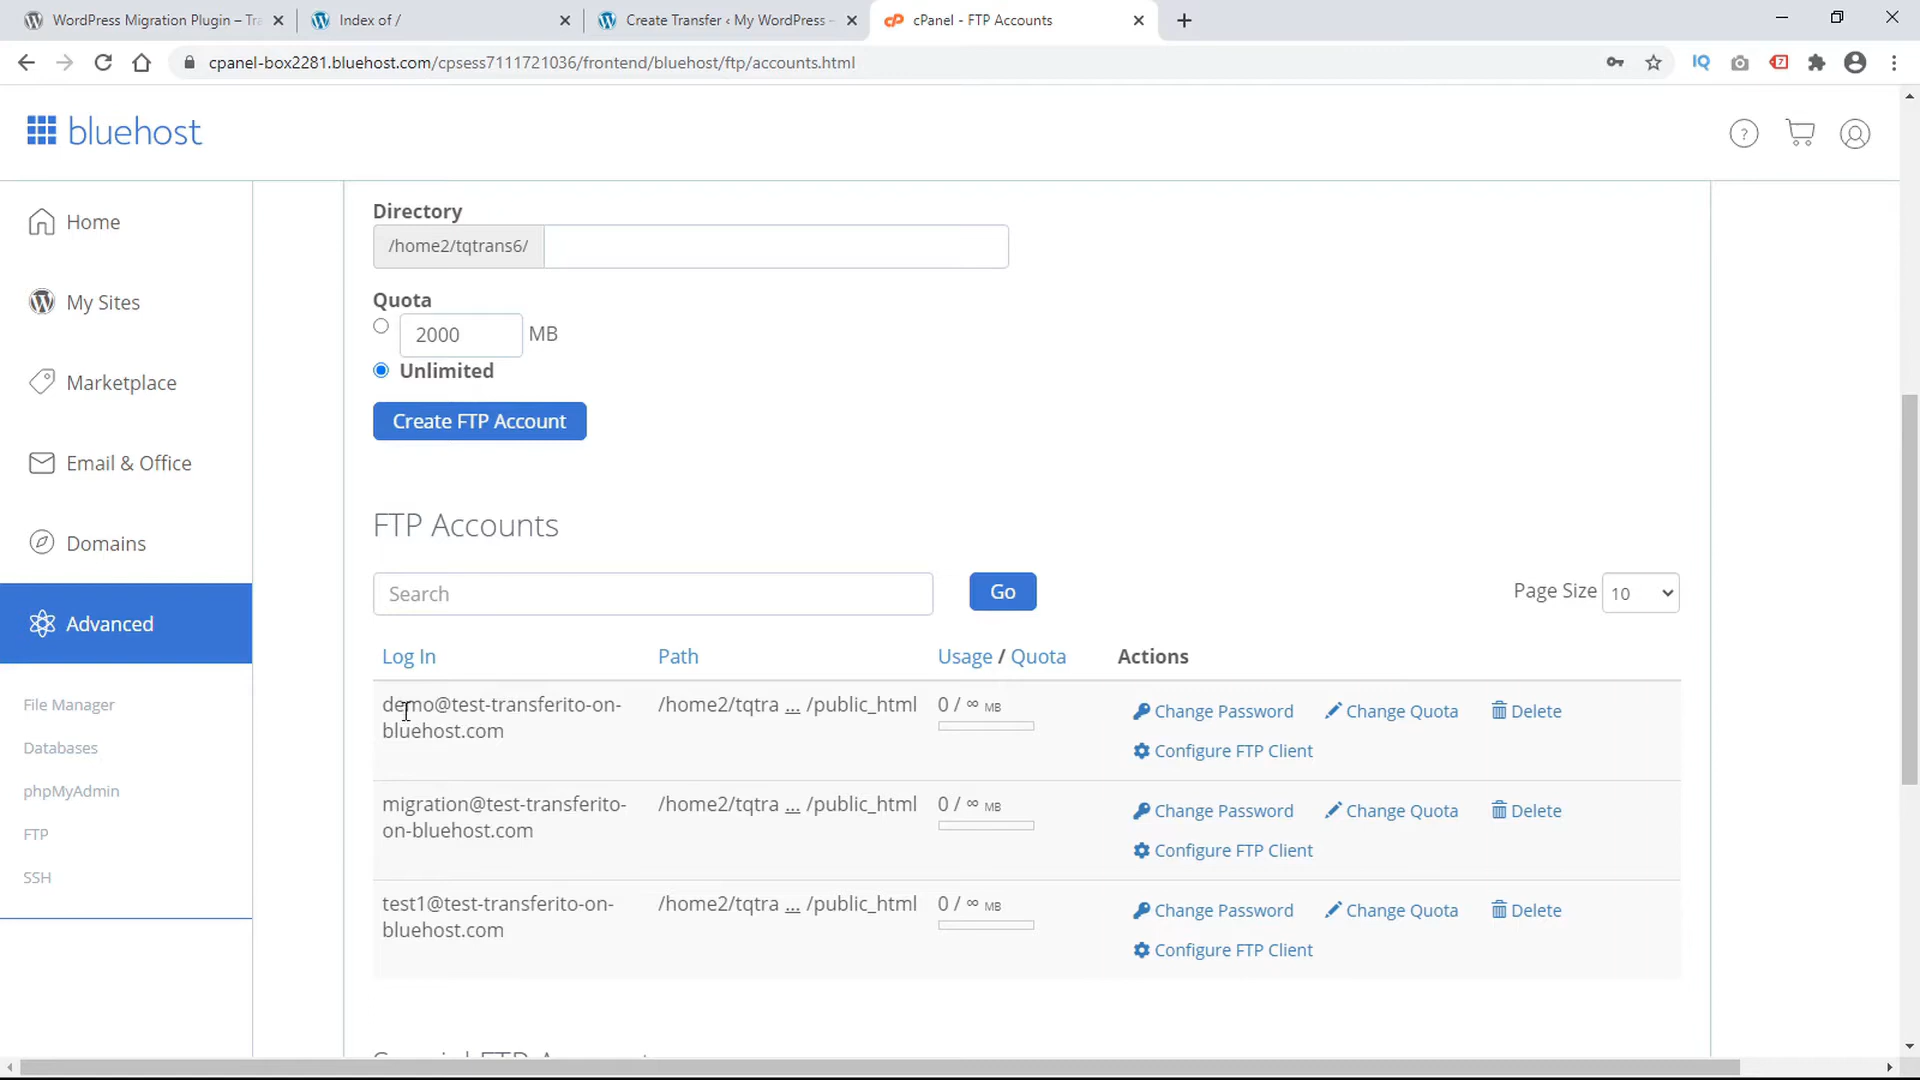 WordPress Migration Plugin – Tra
Index of /
Create Transfer ‹ My WordPress –
cPanel - FTP Accounts
cpanel-box2281.bluehost.com/cpsess7111721036/frontend/bluehost/ftp/accounts.html
IQ
7
bluehost
?
Home
My Sites
Marketplace
Email & Office
Domains
Advanced
File Manager
Databases
phpMyAdmin
FTP
SSH
Directory
/home2/tqtrans6/
Quota
2000 MB
Unlimited
Create FTP Account
FTP Accounts
Search Go Page Size 10
Log In Path Usage / Quota Actions
demo@test-transferito-on-
bluehost.com
/home2/tqtra ... /public_html
0 / ∞ MB
Change Password Change Quota Delete
Configure FTP Client
migration@test-transferito-
on-bluehost.com
/home2/tqtra ... /public_html
0 / ∞ MB
Change Password Change Quota Delete
Configure FTP Client
test1@test-transferito-on-
bluehost.com
/home2/tqtra ... /public_html
0 / ∞ MB
Change Password Change Quota Delete
Configure FTP Client